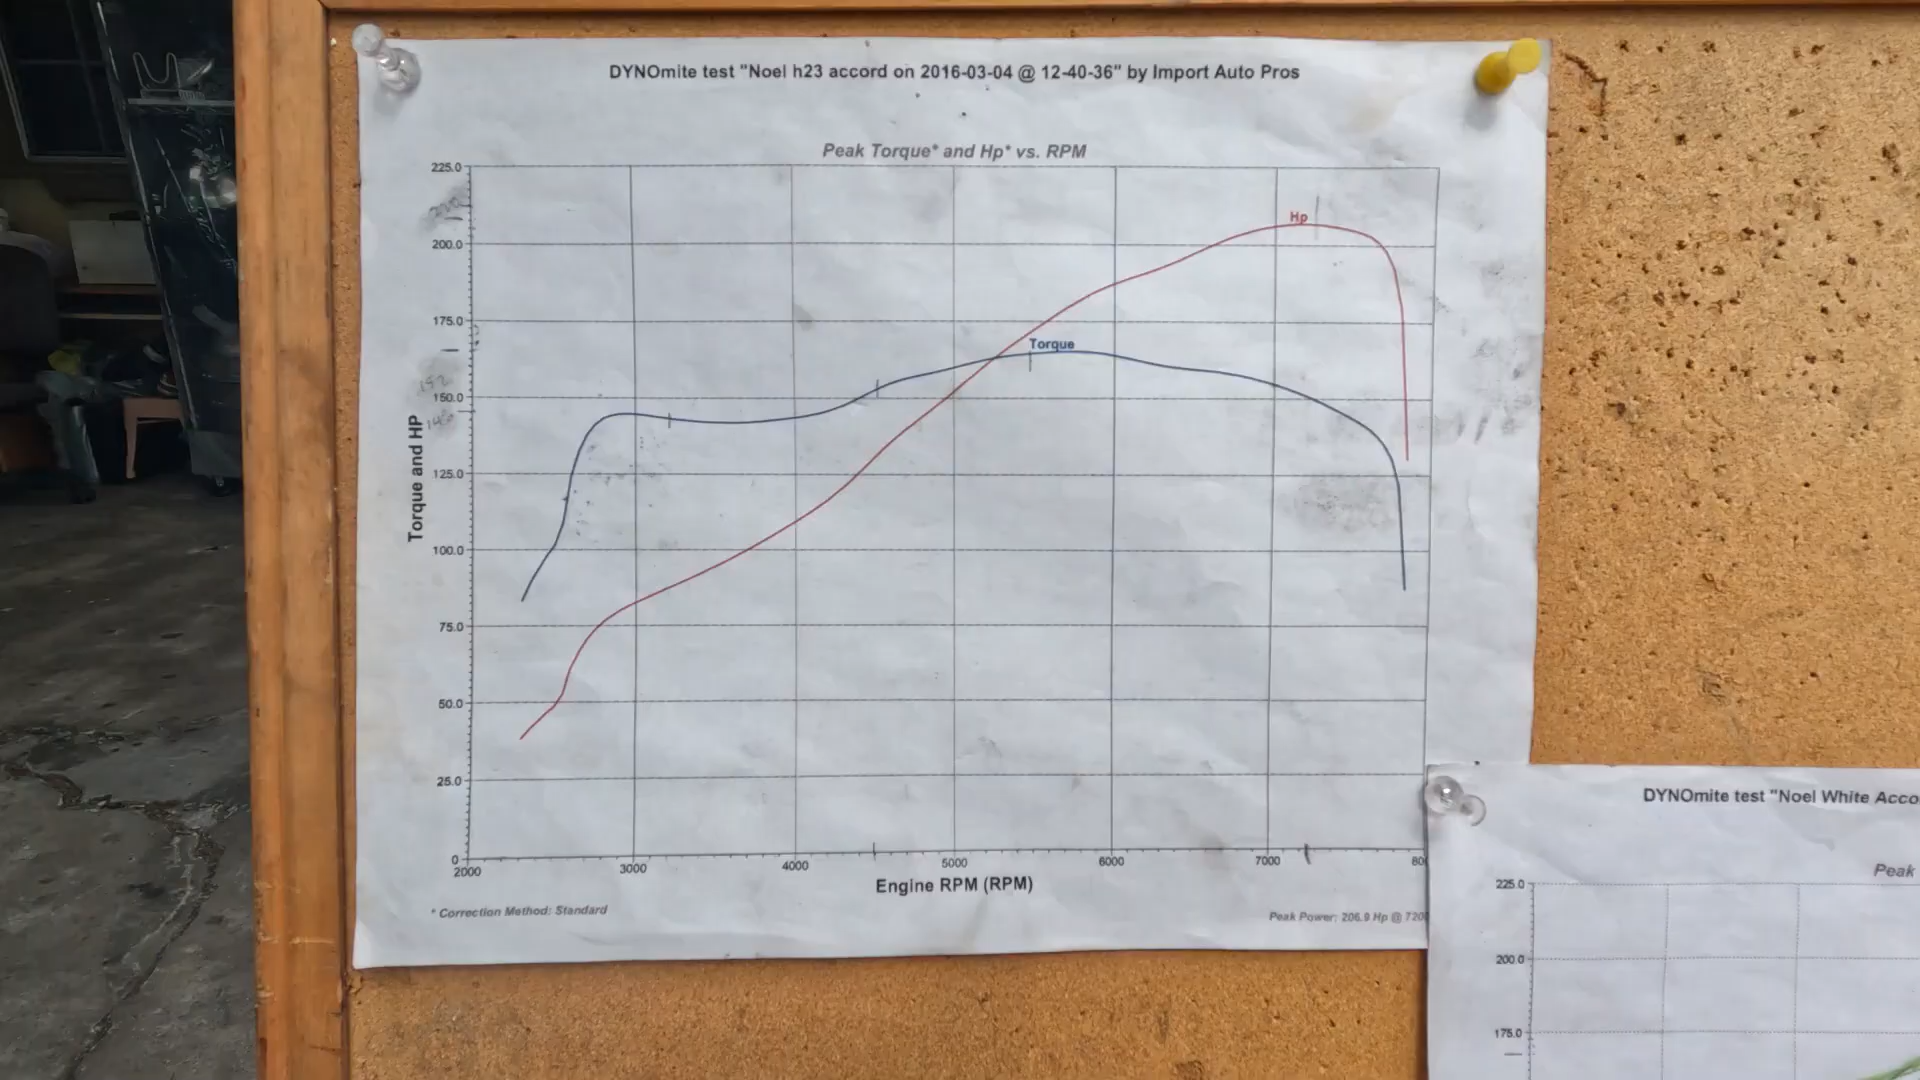 DYNOmite test "Noel h23 accord on 2016-03-04 @ 12-40-36" by Import Auto Pros
Peak Torque* and Hp* vs. RPM
225.0
200.0
175.0
150.0
125.0
100.0
75.0
50.0
25.0
0
Torque and HP
Hp
Torque
2000 3000 4000 5000 6000 7000
Engine RPM (RPM)
* Correction Method: Standard
Peak Power: 206.9 Hp @ 720
DYNOmite test "Noel White Acco
Peak
225.0
200.0
175.0